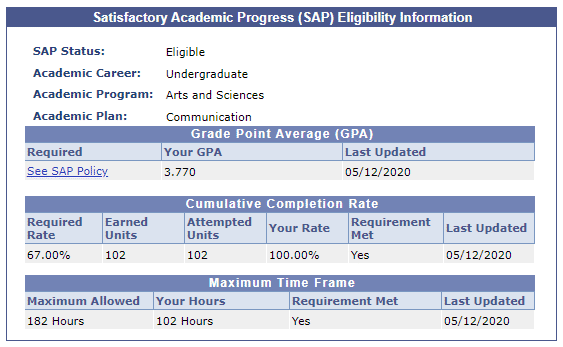 Satisfactory Academic Progress (SAP) Eligibility Information
SAP Status: Eligible
Academic Career: Undergraduate
Academic Program: Arts and Sciences
Academic Plan: Communication
Grade Point Average (GPA)
Required Your GPA Last Updated
See SAP Policy 3.770 05/12/2020
Cumulative Completion Rate
Required Rate Earned Units Attempted Units Your Rate Requirement Met Last Updated
67.00% 102 102 100.00% Yes 05/12/2020
Maximum Time Frame
Maximum Allowed Your Hours Requirement Met Last Updated
182 Hours 102 Hours Yes 05/12/2020